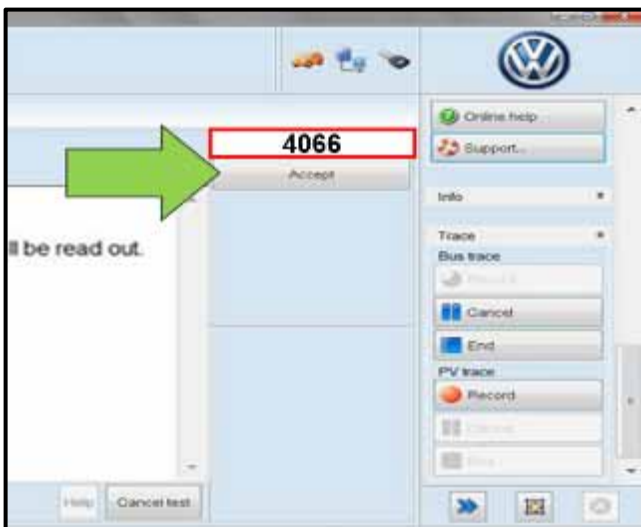 Online help
4066
Support...
Accept
Info
ll be read out.
Trace
Bus trace
Cancel
End
PV trace
Record
Help
Cancel test